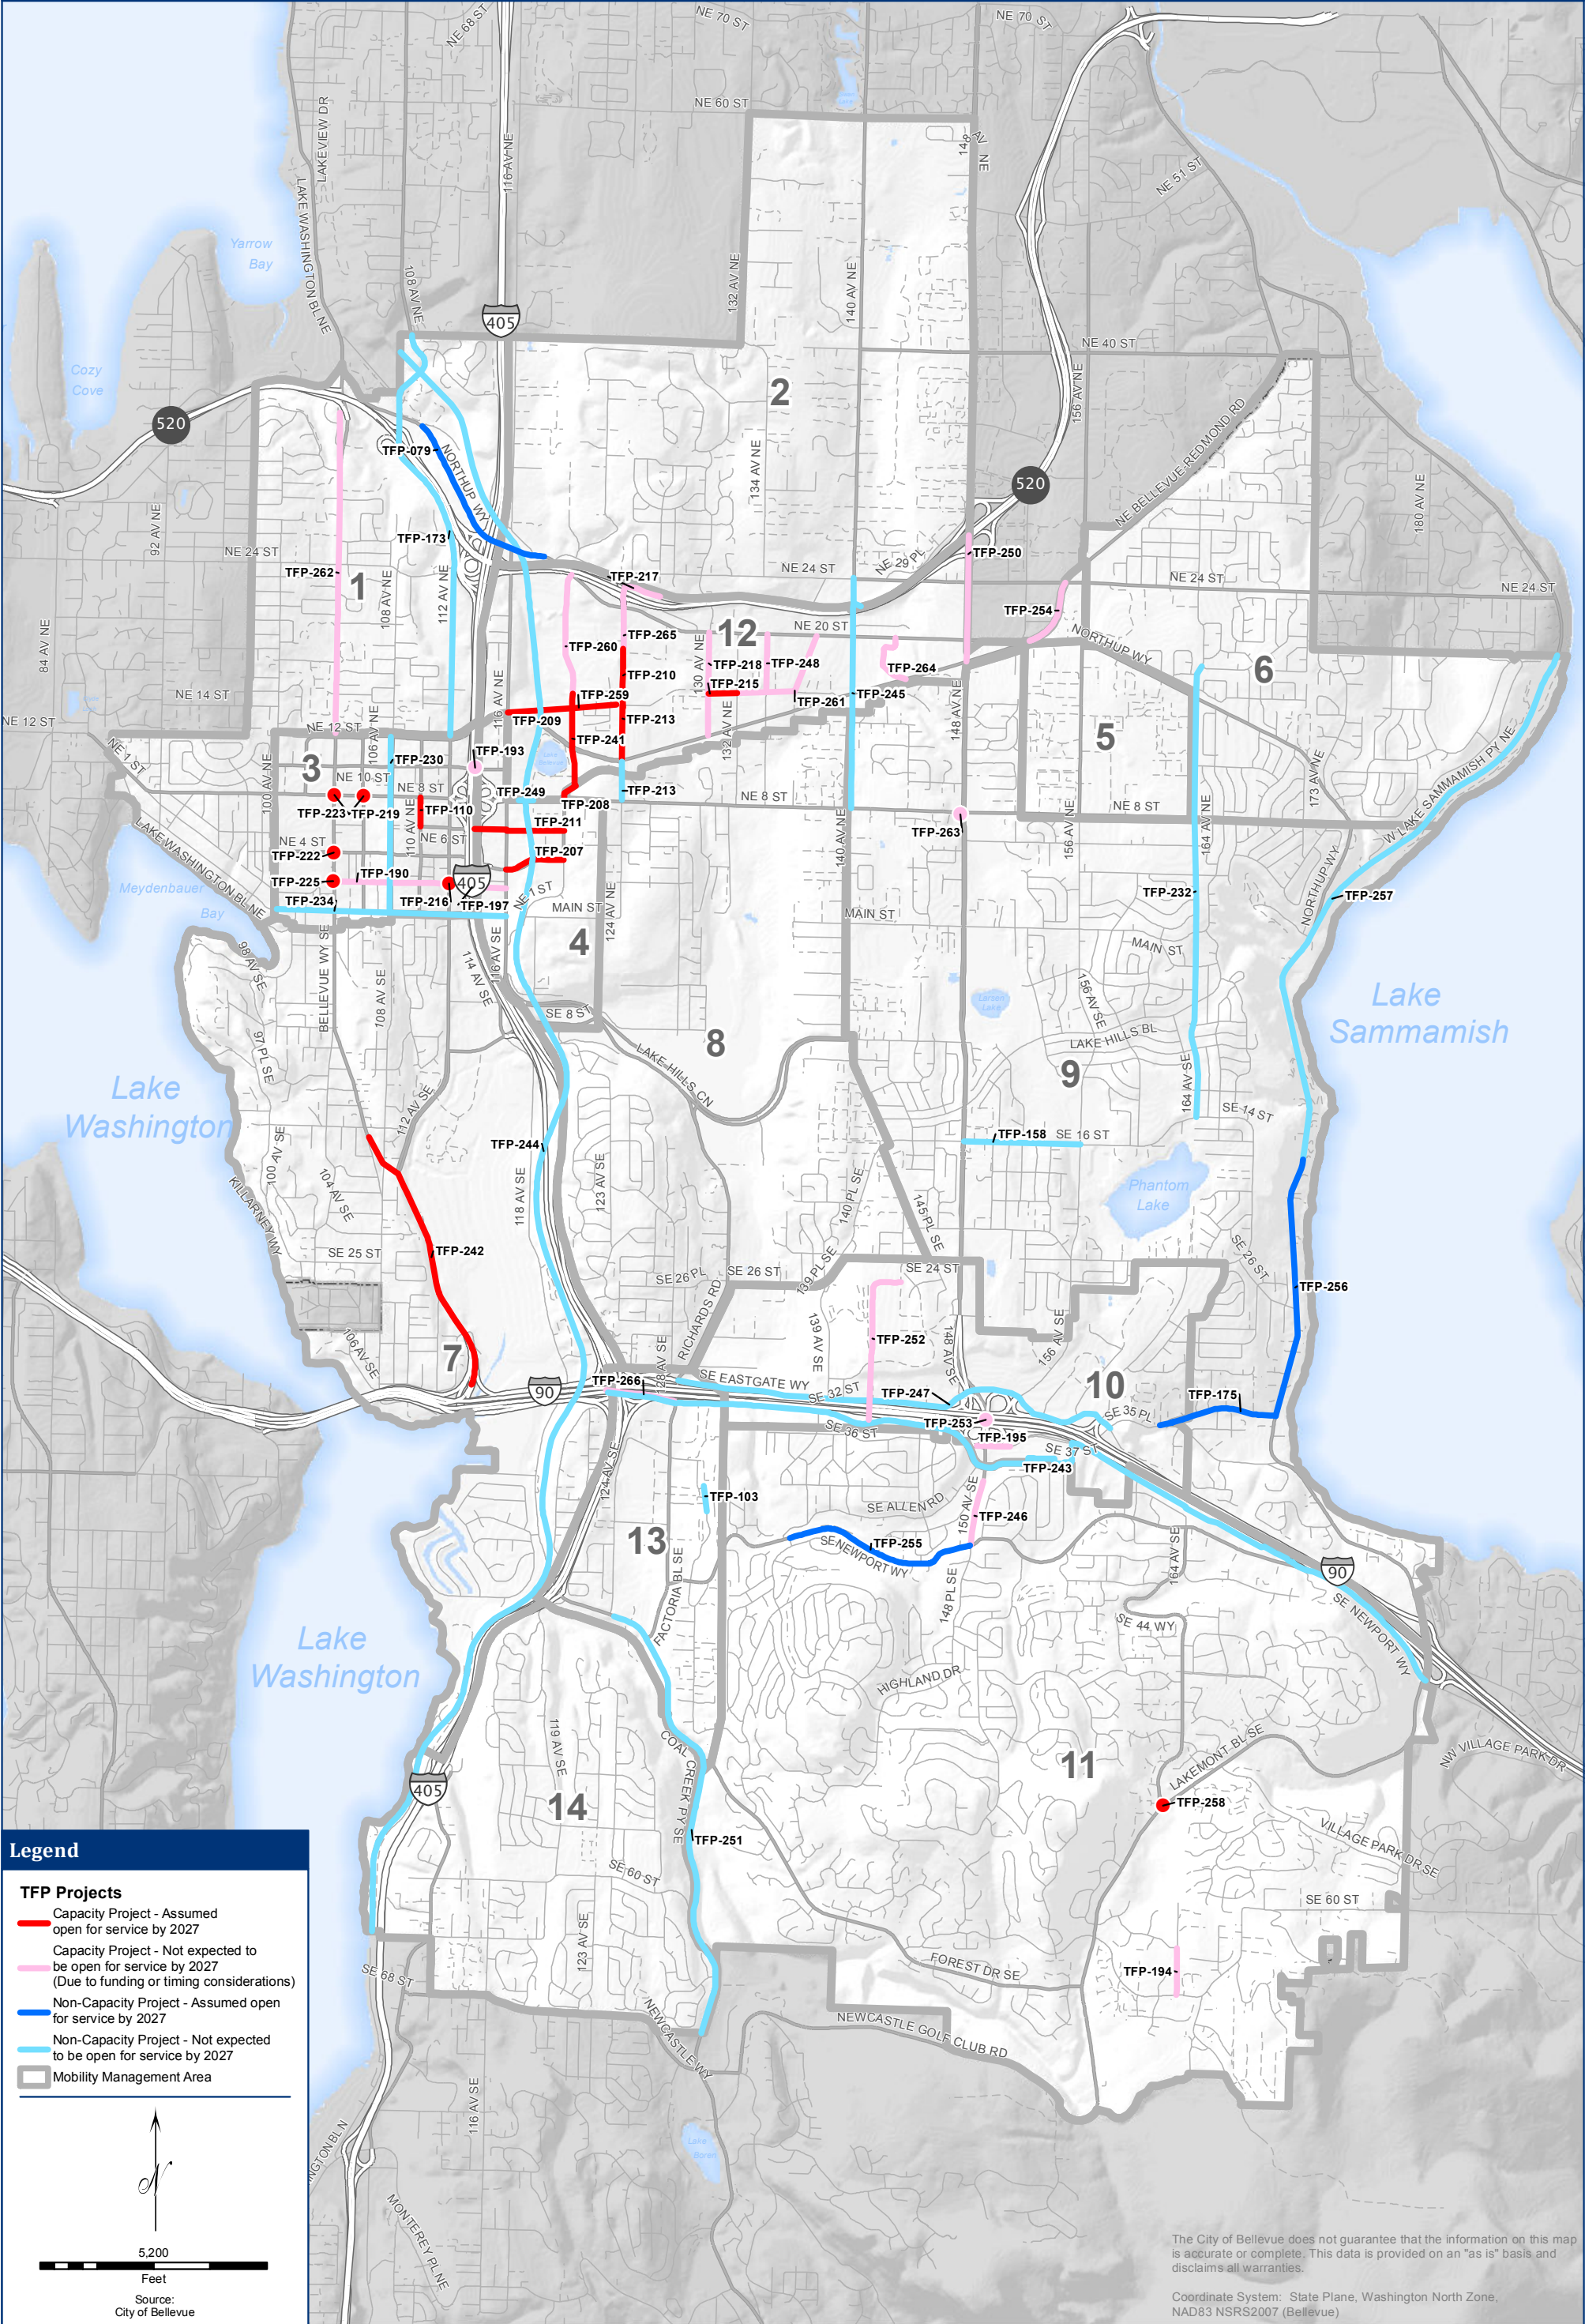 NE 68 ST
NE 70 ST
NE 70 ST
LAKEVIEW DR
NE 60 ST
116 AV NE
148 AV NE
NE 51 ST
LAKE WASHINGTON BL NE
Yarrow
Bay
108 AV NE
132 AV NE
140 AV NE
405
NE 40 ST
Cozy
Cove
2
156 AV NE
520
NE BELLEVUE-REDMOND RD
TFP-079
NORTHUP WY
134 AV NE
520
180 AV NE
92 AV NE
TFP-173
NE 24 ST
TFP-250
TFP-262
1
TFP-217
NE 24 ST
NE 29 PL
NE 24 ST
NE 24 ST
108 AV NE
112 AV NE
TFP-254
84 AV NE
TFP-265
12
NE 20 ST
NORTHUP WY
TFP-260
TFP-218
TFP-248
TFP-264
6
130 AV NE
TFP-210
TFP-215
NE 14 ST
116 AV NE
TFP-259
TFP-261
TFP-245
NE 12 ST
NE 12 ST
TFP-209
TFP-213
148 AV NE
106 AV NE
TFP-241
132 AV NE
5
NE 1 ST
TFP-193
TFP-230
3
NE 10 ST
173 AV NE
100 AV NE
NE 8 ST
TFP-249
TFP-213
NE 8 ST
NE 8 ST
TFP-208
TFP-223
TFP-219
TFP-110
110 AV NE
TFP-211
TFP-263
W LAKE SAMMAMISH PY NE
NE 4 ST
NE 6 ST
140 AV NE
156 AV NE
164 AV NE
LAKE WASHINGTON BL NE
TFP-222
TFP-207
TFP-225
TFP-190
405
Meydenbauer
Bay
TFP-232
TFP-257
NORTHUP WY
TFP-234
TFP-216
TFP-197
NE 1 ST
MAIN ST
124 AV NE
MAIN ST
4
98 AV SE
BELLEVUE WY SE
108 AV SE
114 AV SE
116 AV SE
MAIN ST
156 AV SE
Larsen
Lake
Lake
Sammamish
SE 8 ST
8
LAKE HILLS BL
LAKE HILLS CN
97 PL SE
9
Lake
Washington
112 AV SE
164 AV SE
SE 14 ST
TFP-244
TFP-158
SE 16 ST
100 AV SE
104 AV SE
118 AV SE
123 AV SE
140 PL SE
145 PL SE
Phantom
Lake
KILLARNEY WY
SE 25 ST
TFP-242
SE 26 PL
SE 26 ST
139 PL SE
SE 24 ST
SE 26 ST
TFP-256
RICHARDS RD
139 AV SE
TFP-252
148 AV SE
156 AV SE
106 AV SE
7
128 AV SE
TFP-266
SE EASTGATE WY
SE 32 ST
TFP-247
10
TFP-175
90
SE 35 PL
TFP-253
SE 36 ST
TFP-195
SE 37 ST
TFP-243
124 AV SE
TFP-103
SE ALLEN RD
150 AV SE
TFP-246
13
TFP-255
SE NEWPORT WY
164 AV SE
90
148 PL SE
FACTORIA BL SE
SE 44 WY
SE NEWPORT WY
Lake
Washington
HIGHLAND DR
119 AV SE
COAL CREEK PY SE
LAKEMONT BL SE
NW VILLAGE PARK DR
11
405
14
TFP-258
TFP-251
VILLAGE PARK DR SE
SE 60 ST
SE 60 ST
123 AV SE
FOREST DR SE
TFP-194
SE 68 ST
NEWCASTLE WY
NEWCASTLE GOLF CLUB RD
116 AV SE
Lake
Boren
INGTON BL N
MONTEREY PL NE
Legend
TFP Projects
Capacity Project - Assumed
open for service by 2027
Capacity Project - Not expected to
be open for service by 2027
(Due to funding or timing considerations)
Non-Capacity Project - Assumed open
for service by 2027
Non-Capacity Project - Not expected
to be open for service by 2027
Mobility Management Area
N
5,200
Feet
Source:
City of Bellevue
The City of Bellevue does not guarantee that the information on this map
is accurate or complete. This data is provided on an "as is" basis and
disclaims all warranties.
Coordinate System: State Plane, Washington North Zone,
NAD83 NSRS2007 (Bellevue)